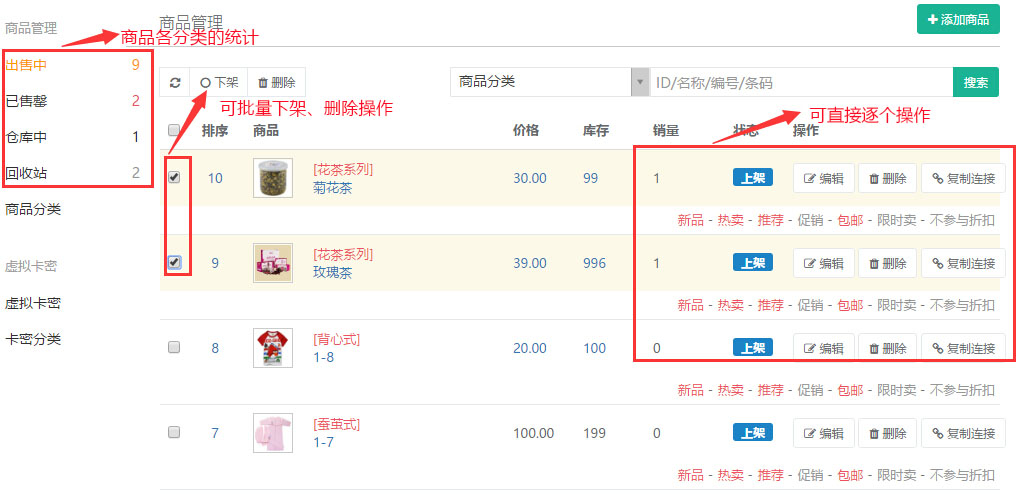 商品管理
商品管理
添加商品
商品各分类的统计
出售中 9
已售罄 2
仓库中 1
回收站 2
商品分类
虚拟卡密
虚拟卡密
卡密分类
下架 删除 商品分类 ID/名称/编号/条码 搜索
可批量下架、删除操作
可直接逐个操作
排序 商品 价格 库存 销量 状态 操作
10 [花茶系列] 菊花茶 30.00 99 1 上架 编辑 删除 复制连接
新品 - 热卖 - 推荐 - 促销 - 包邮 - 限时卖 - 不参与折扣
9 [花茶系列] 玫瑰茶 39.00 996 1 上架 编辑 删除 复制连接
新品 - 热卖 - 推荐 - 促销 - 包邮 - 限时卖 - 不参与折扣
8 [背心式] 1-8 20.00 100 0 上架 编辑 删除 复制连接
新品 - 热卖 - 推荐 - 促销 - 包邮 - 限时卖 - 不参与折扣
7 [蚕茧式] 1-7 100.00 199 0 上架 编辑 删除 复制连接
新品 - 热卖 - 推荐 - 促销 - 包邮 - 限时卖 - 不参与折扣